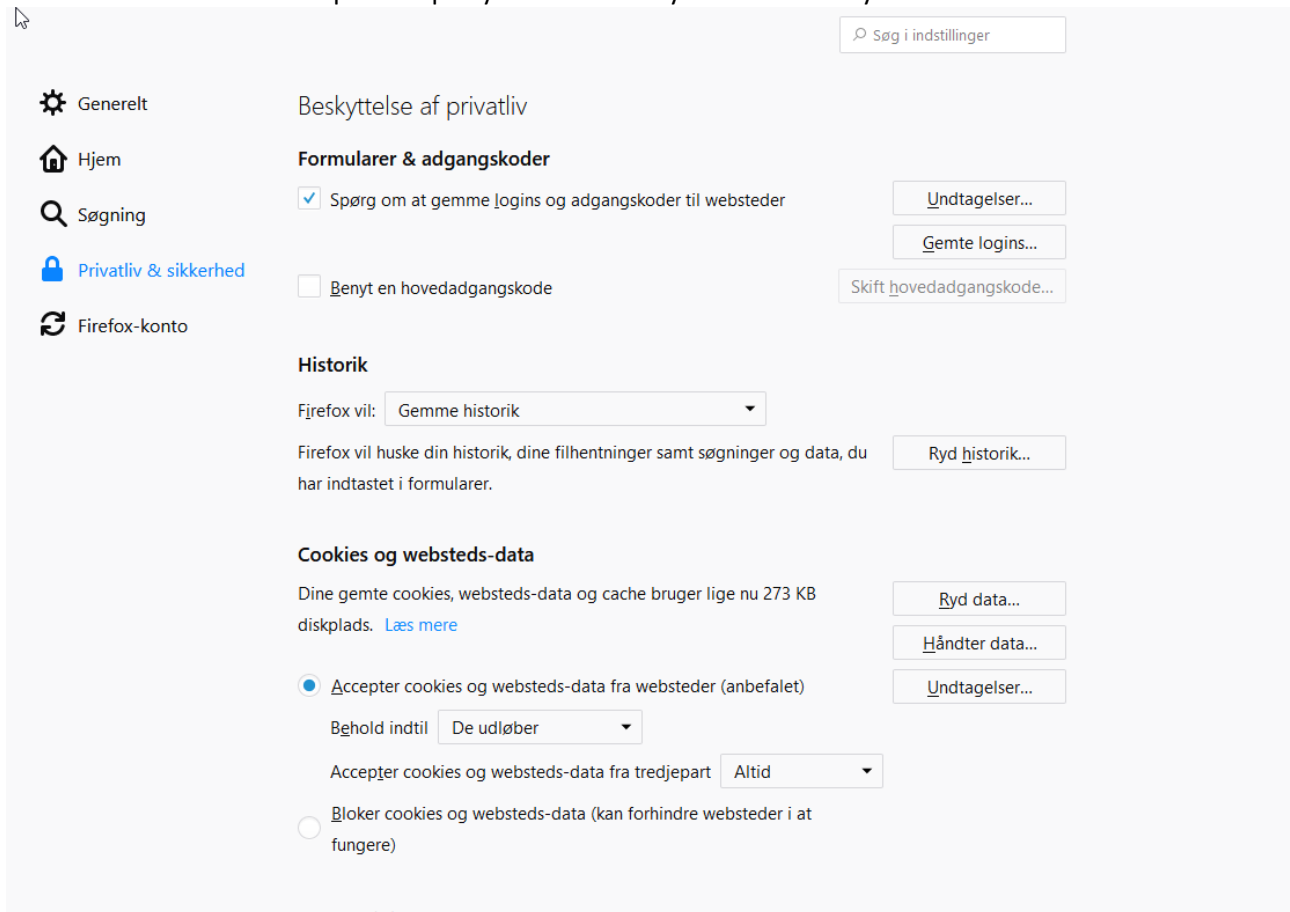 Søg i indstillinger
Generelt
Hjem
Søgning
Privatliv & sikkerhed
Firefox-konto
Beskyttelse af privatliv
Formularer & adgangskoder
Spørg om at gemme logins og adgangskoder til websteder
Undtagelser...
Gemte logins...
Benyt en hovedadgangskode
Skift hovedadgangskode...
Historik
Firefox vil: Gemme historik
Firefox vil huske din historik, dine filhentninger samt søgninger og data, du
har indtastet i formularer.
Ryd historik...
Cookies og websteds-data
Dine gemte cookies, websteds-data og cache bruger lige nu 273 KB
diskplads. Læs mere
Ryd data...
Håndter data...
Accepter cookies og websteds-data fra websteder (anbefalet)
Undtagelser...
Behold indtil De udløber
Accepter cookies og websteds-data fra tredjepart Altid
Bloker cookies og websteds-data (kan forhindre websteder i at
fungere)